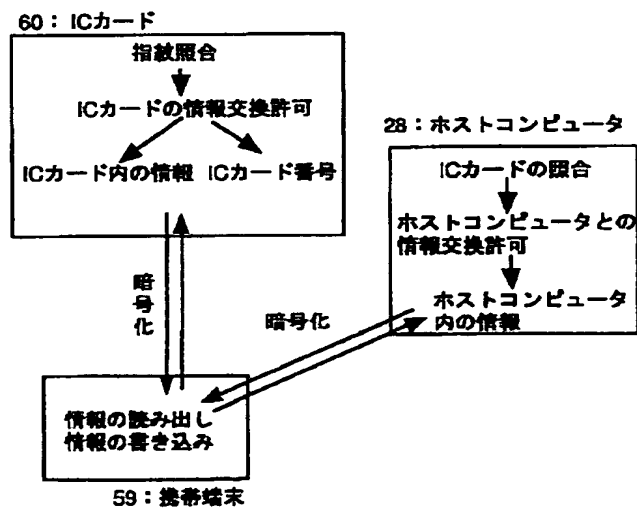 60：ICカード
指紋照合
ICカードの情報交換許可
ICカード内の情報 ICカード番号
28：ホストコンピュータ
ICカードの照合
ホストコンピュータとの
情報交換許可
ホストコンピュータ
内の情報
暗号化
暗号化
情報の読み出し
情報の書き込み
59：携帯端末